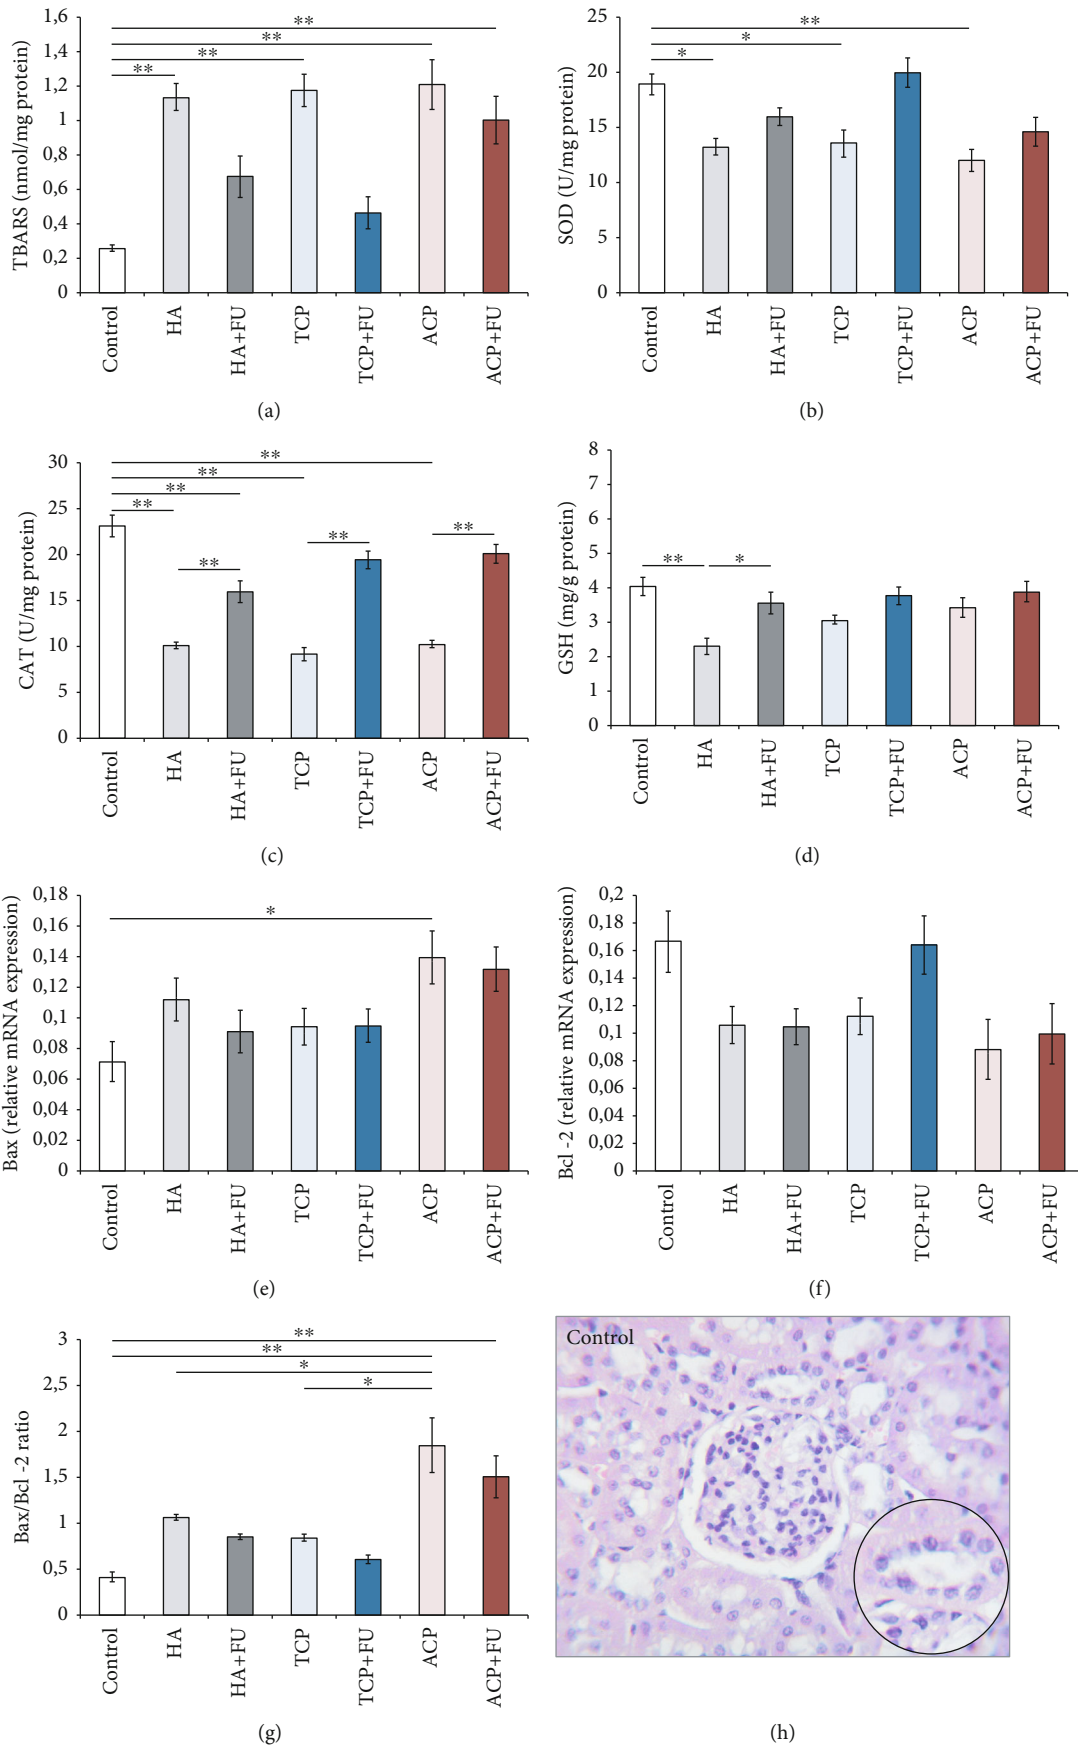 TBARS (nmol/mg protein)
1,6
1,4
1,2
1
0,8
0,6
0,4
0,2
0
**
**
**
**
Control
HA
HA+FU
TCP
TCP+FU
ACP
ACP+FU
(a)
SOD (U/mg protein)
25
20
15
10
5
0
**
*
*
Control
HA
HA+FU
TCP
TCP+FU
ACP
ACP+FU
(b)
CAT (U/mg protein)
30
25
20
15
10
5
0
**
**
**
**
**
**
**
Control
HA
HA+FU
TCP
TCP+FU
ACP
ACP+FU
(c)
GSH (mg/g protein)
8
7
6
5
4
3
2
1
0
**
*
Control
HA
HA+FU
TCP
TCP+FU
ACP
ACP+FU
(d)
Bax (relative mRNA expression)
0,18
0,16
0,14
0,12
0,1
0,08
0,06
0,04
0,02
0
*
Control
HA
HA+FU
TCP
TCP+FU
ACP
ACP+FU
(e)
Bcl -2 (relative mRNA expression)
0,2
0,18
0,16
0,14
0,12
0,1
0,08
0,06
0,04
0,02
0
Control
HA
HA+FU
TCP
TCP+FU
ACP
ACP+FU
(f)
Bax/Bcl -2 ratio
3
2,5
2
1,5
1
0,5
0
**
**
*
*
Control
HA
HA+FU
TCP
TCP+FU
ACP
ACP+FU
(g)
Control
(h)